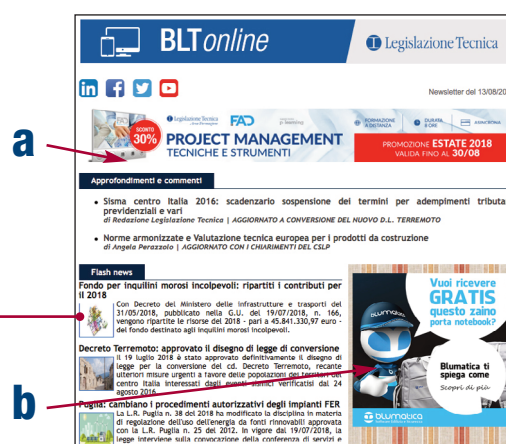 BLTonline
Legislazione Tecnica
Newsletter del 13/08/20
a
SCONTO
30%
Legislazione Tecnica
FAD
FORMAZIONE
A DISTANZA
DURATA
9 ORE
ASINCRONA
PROJECT MANAGEMENT
TECNICHE E STRUMENTI
PROMOZIONE ESTATE 2018
VALIDA FINO AL 30/08
Approfondimenti e commenti
• Sisma centro Italia 2016: scadenzario sospensione dei termini per adempimenti tributa
previdenziali e vari
di Redazione Legislazione Tecnica | AGGIORNATO A CONVERSIONE DEL NUOVO D.L. TERREMOTO
• Norme armonizzate e Valutazione tecnica europea per i prodotti da costruzione
di Angela Perazzolo | AGGIORNATO CON I CHIARIMENTI DEL CSLP
Flash news
Fondo per inquilini morosi incolpevoli: ripartiti i contributi per
il 2018
Con Decreto del Ministero delle infrastrutture e trasporti del
31/05/2018, pubblicato nella G.U. del 19/07/2018, n. 166,
vengono ripartite le risorse del 2018 - pari a 45.841.330,97 euro -
del fondo destinato agli inquilini morosi incolpevoli.
Decreto Terremoto: approvato il disegno di legge di conversione
Il 19 luglio 2018 è stato approvato definitivamente il disegno di
legge per la conversione del cd. Decreto Terremoto, recante
ulteriori misure urgenti a favore delle popolazioni dei territori del
centro Italia interessati dagli eventi sismici verificatisi dal 24
agosto 2016.
b
Puglia: cambiano i procedimenti autorizzativi degli impianti FER
La L.R. Puglia n. 38 del 2018 ha modificato la disciplina in materia
di regolazione dell'uso dell'energia da fonti rinnovabili approvata
con la L.R. Puglia n. 25 del 2012. In vigore dal 19/07/2018, la
legge interviene sulla convocazione della conferenza di servizi e
Vuoi ricevere
GRATIS
questo zaino
porta notebook?
blumatica
Blumatica ti
spiega come
Scopri di più
blumatica